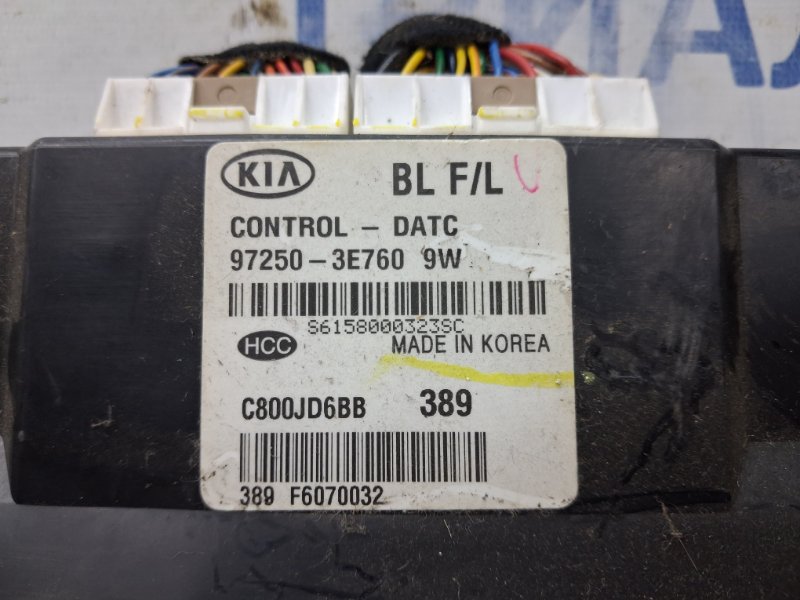 KIA BL F/L
CONTROL - DATC
97250-3E760 9W
S6158000323SC
HCC MADE IN KOREA
C800JD6BB 389
389 F6070032